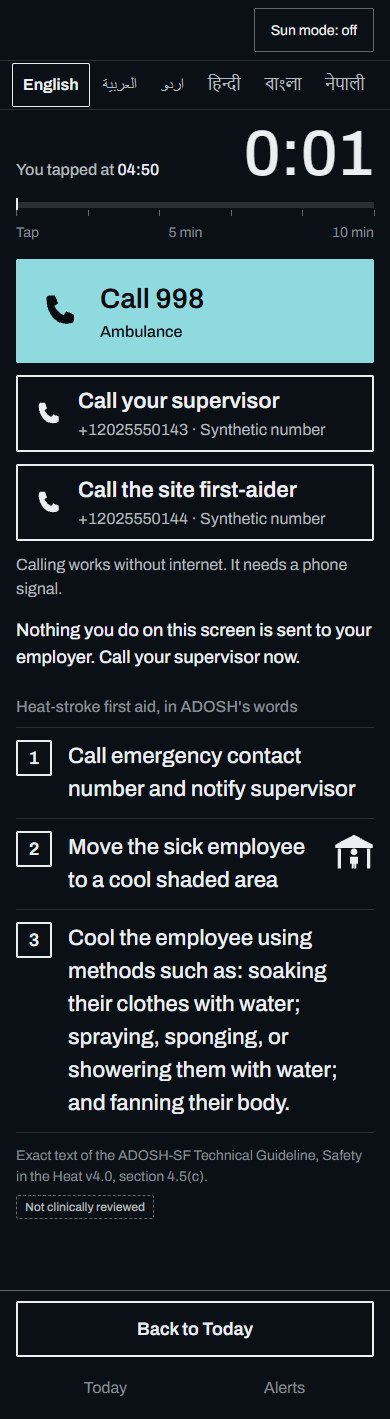 Sun mode: off
English
العربية
اردو
हिन्दी
বাংলা
नेपाली
You tapped at 04:50
0:01
Tap
5 min
10 min
Call 998
Ambulance
Call your supervisor
+12025550143 · Synthetic number
Call the site first-aider
+12025550144 · Synthetic number
Calling works without internet. It needs a phone
signal.
Nothing you do on this screen is sent to your
employer. Call your supervisor now.
Heat-stroke first aid, in ADOSH's words
1
Call emergency contact
number and notify supervisor
2
Move the sick employee
to a cool shaded area
3
Cool the employee using
methods such as: soaking
their clothes with water;
spraying, sponging, or
showering them with water;
and fanning their body.
Exact text of the ADOSH-SF Technical Guideline, Safety
in the Heat v4.0, section 4.5(c).
Not clinically reviewed
Back to Today
Today
Alerts